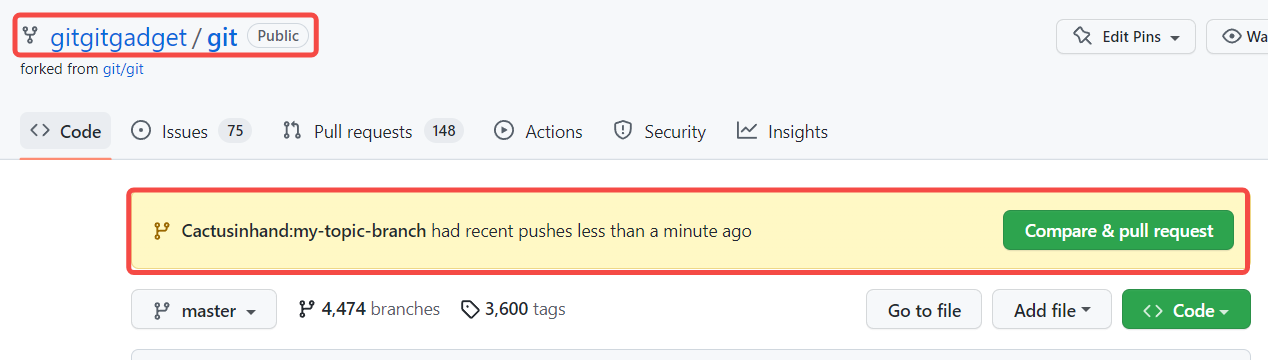 gitgitgadget / git Public
Edit Pins
Wa
forked from git/git
Code
Issues 75
Pull requests 148
Actions
Security
Insights
Cactusinhand:my-topic-branch had recent pushes less than a minute ago
Compare & pull request
master
4,474 branches
3,600 tags
Go to file
Add file
Code